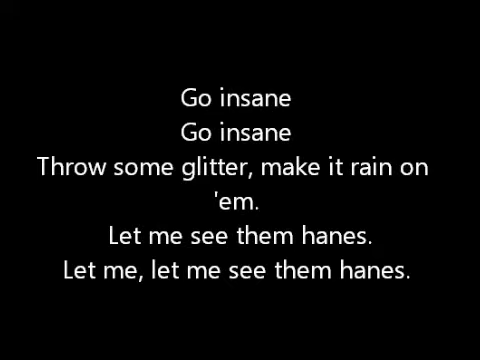 Go insane
Go insane
Throw some glitter, make it rain on
'em.
Let me see them hanes.
Let me, let me see them hanes.